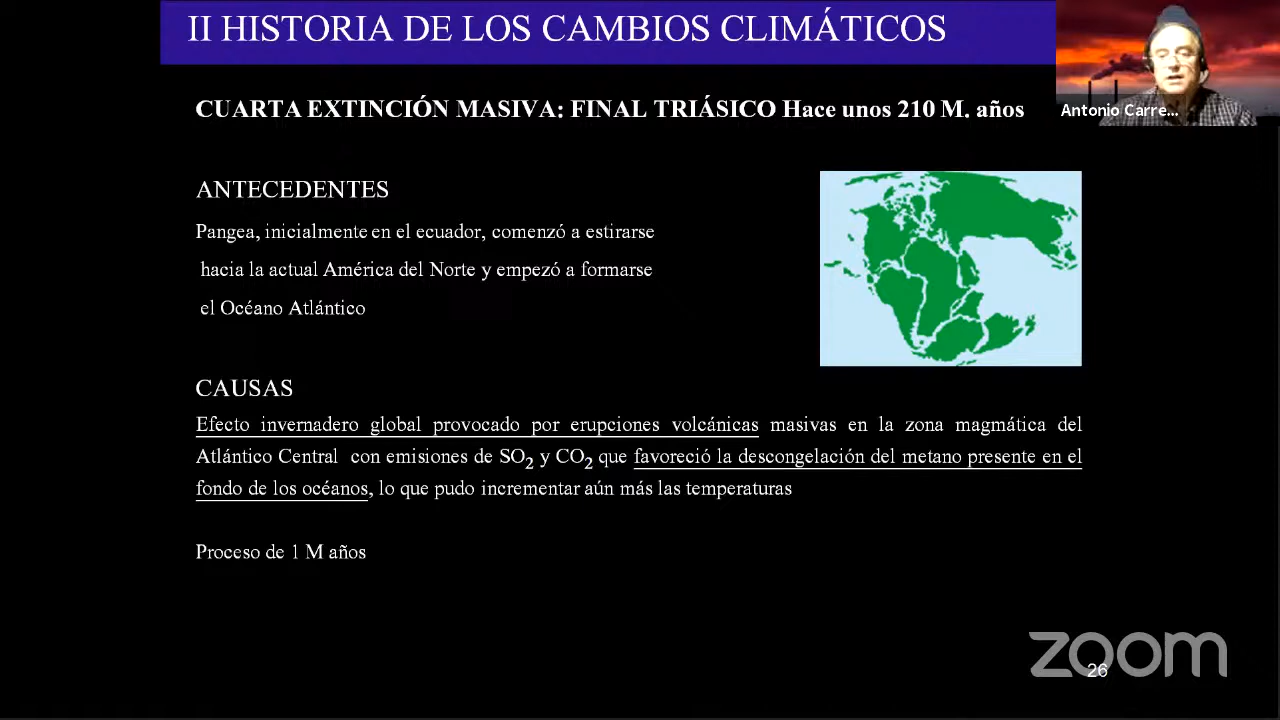 II HISTORIA DE LOS CAMBIOS CLIMÁTICOS
Antonio Carre...
CUARTA EXTINCIÓN MASIVA: FINAL TRIÁSICO Hace unos 210 M. años
ANTECEDENTES
Pangea, inicialmente en el ecuador, comenzó a estirarse
hacia la actual América del Norte y empezó a formarse
el Océano Atlántico
CAUSAS
Efecto invernadero global provocado por erupciones volcánicas masivas en la zona magmática del
Atlántico Central con emisiones de SO2 y CO2 que favoreció la descongelación del metano presente en el
fondo de los océanos, lo que pudo incrementar aún más las temperaturas
Proceso de 1 M años
zoom
26